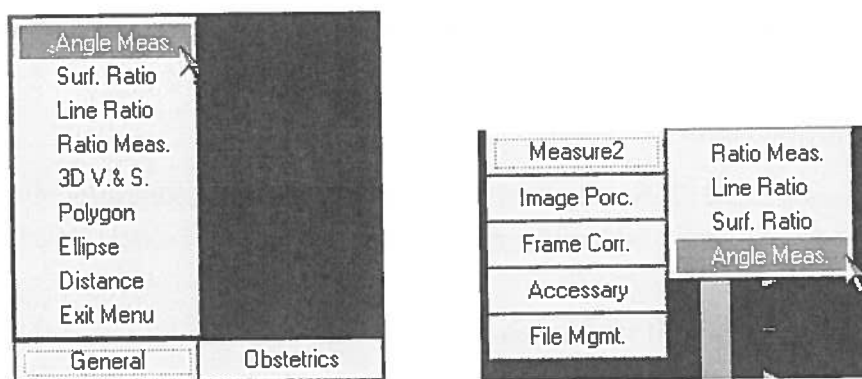 Angle Meas.
Surf. Ratio
Line Ratio
Ratio Meas.
3D V.& S.
Polygon
Ellipse
Distance
Exit Menu
General
Obstetrics
Measure2
Image Porc.
Frame Corr.
Accessary
File Mgmt.
Ratio Meas.
Line Ratio
Surf. Ratio
Angle Meas.